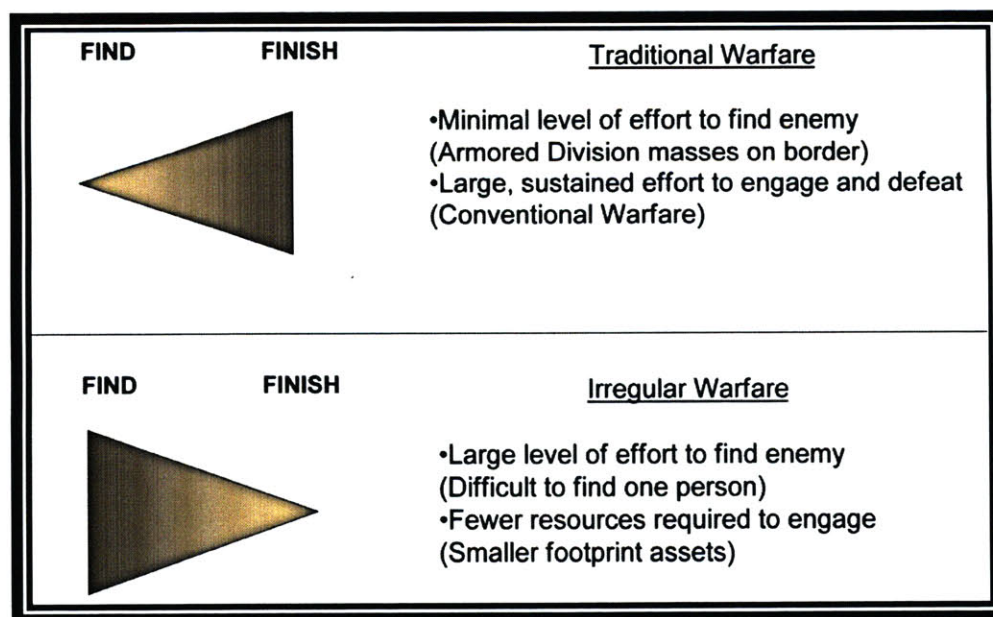 FIND FINISH
Traditional Warfare
•Minimal level of effort to find enemy
(Armored Division masses on border)
•Large, sustained effort to engage and defeat
(Conventional Warfare)
FIND FINISH
Irregular Warfare
•Large level of effort to find enemy
(Difficult to find one person)
•Fewer resources required to engage
(Smaller footprint assets)